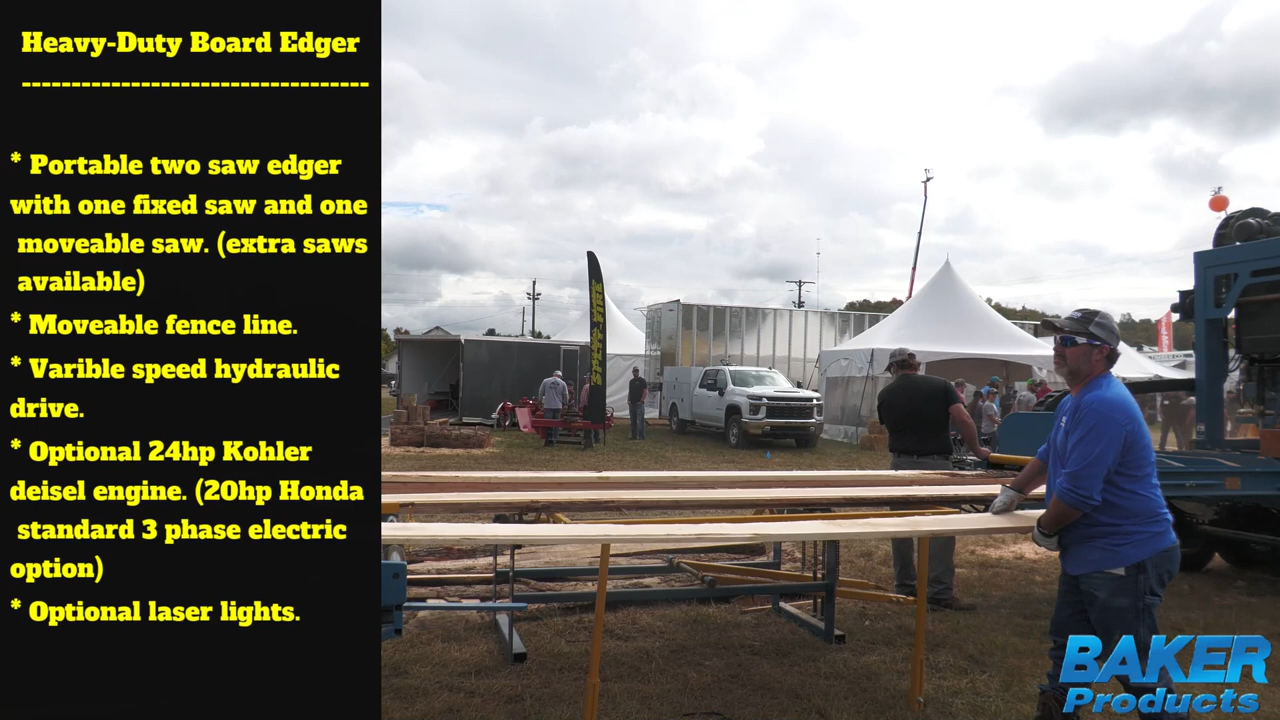 Heavy-Duty Board Edger
-----------------------------------
* Portable two saw edger
with one fixed saw and one
moveable saw. (extra saws
available)
* Moveable fence line.
* Varible speed hydraulic
drive.
* Optional 24hp Kohler
deisel engine. (20hp Honda
standard 3 phase electric
option)
* Optional laser lights.
BAKER
Products